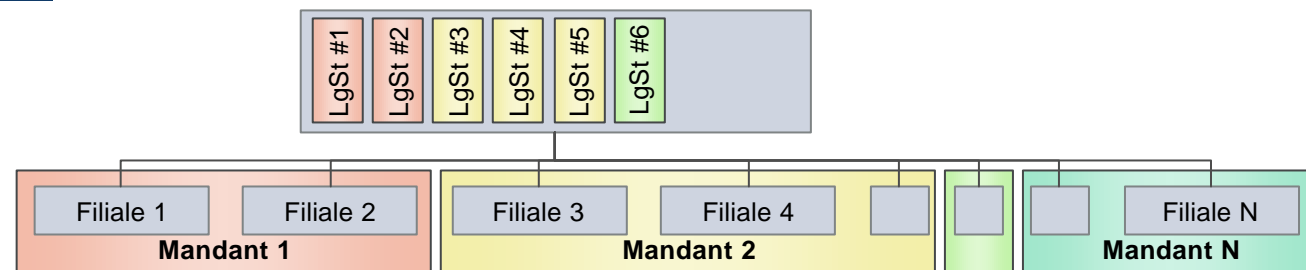 LgSt #1
LgSt #2
LgSt #3
LgSt #4
LgSt #5
LgSt #6
Filiale 1
Filiale 2
Filiale 3
Filiale 4
Filiale N
Mandant 1
Mandant 2
Mandant N